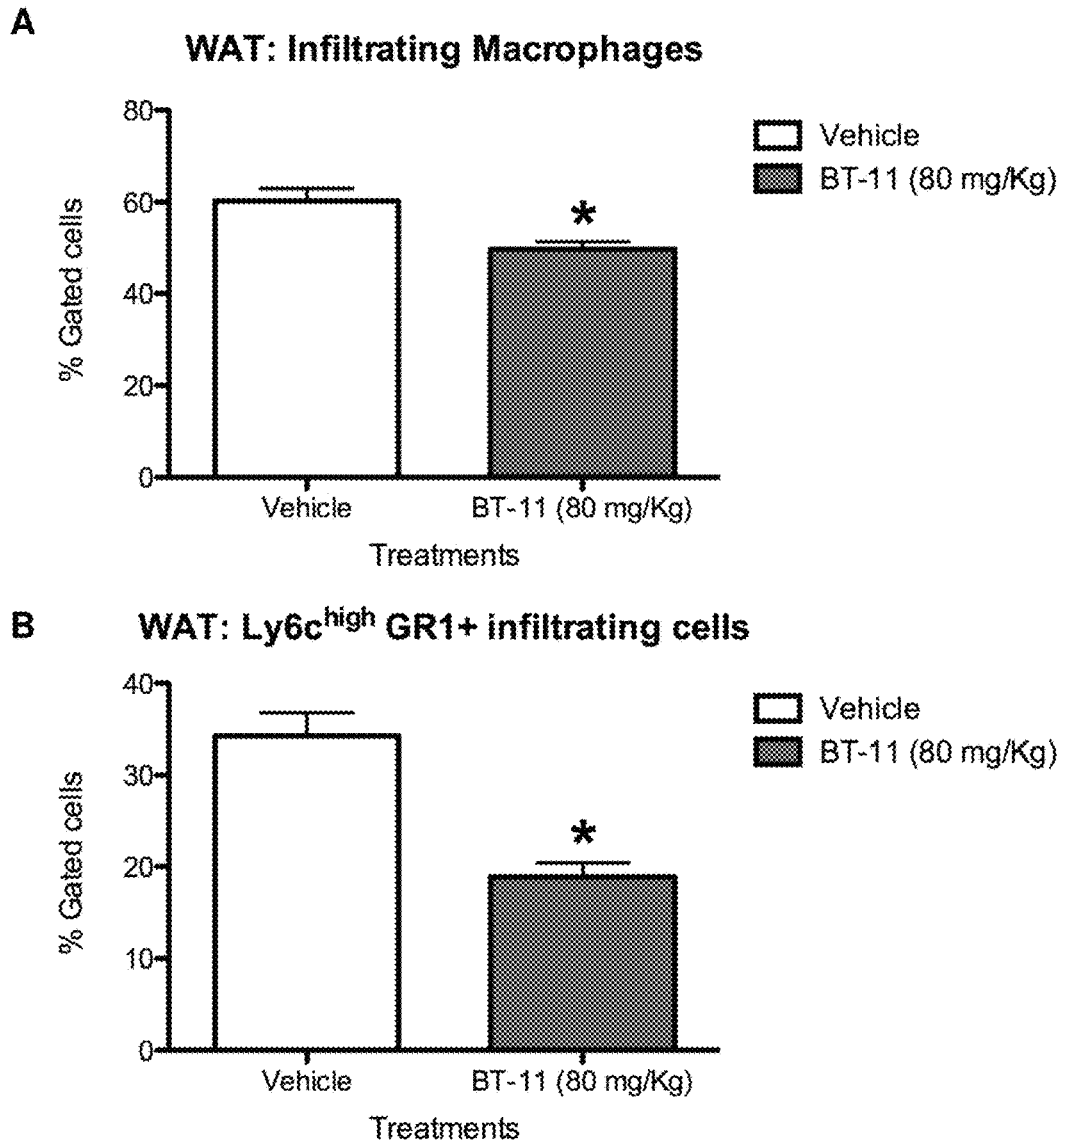 A
WAT: Infiltrating Macrophages
80
60
40
20
0
% Gated cells
*
Vehicle
BT-11 (80 mg/Kg)
Treatments
Vehicle
BT-11 (80 mg/Kg)
B
WAT: Ly6c^high GR1+ infiltrating cells
40
30
20
10
0
% Gated cells
*
Vehicle
BT-11 (80 mg/Kg)
Treatments
Vehicle
BT-11 (80 mg/Kg)